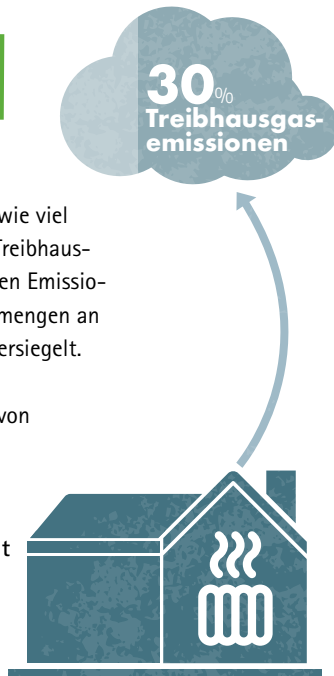 30%
Treibhausgas-
emissionen
wie viel
Treibhaus-
en Emissio-
mengen an
ersiegelt.
von
t